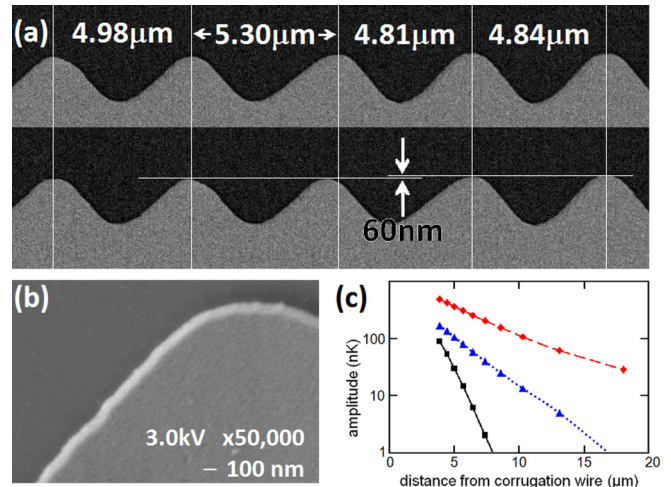 (a) 4.98μm 5.30μm 4.81μm 4.84μm
60nm
(b)
3.0kV x50,000
– 100 nm
(c)
amplitude (nK)
100
10
1
0 5 10 15 20
distance from corrugation wire (μm)